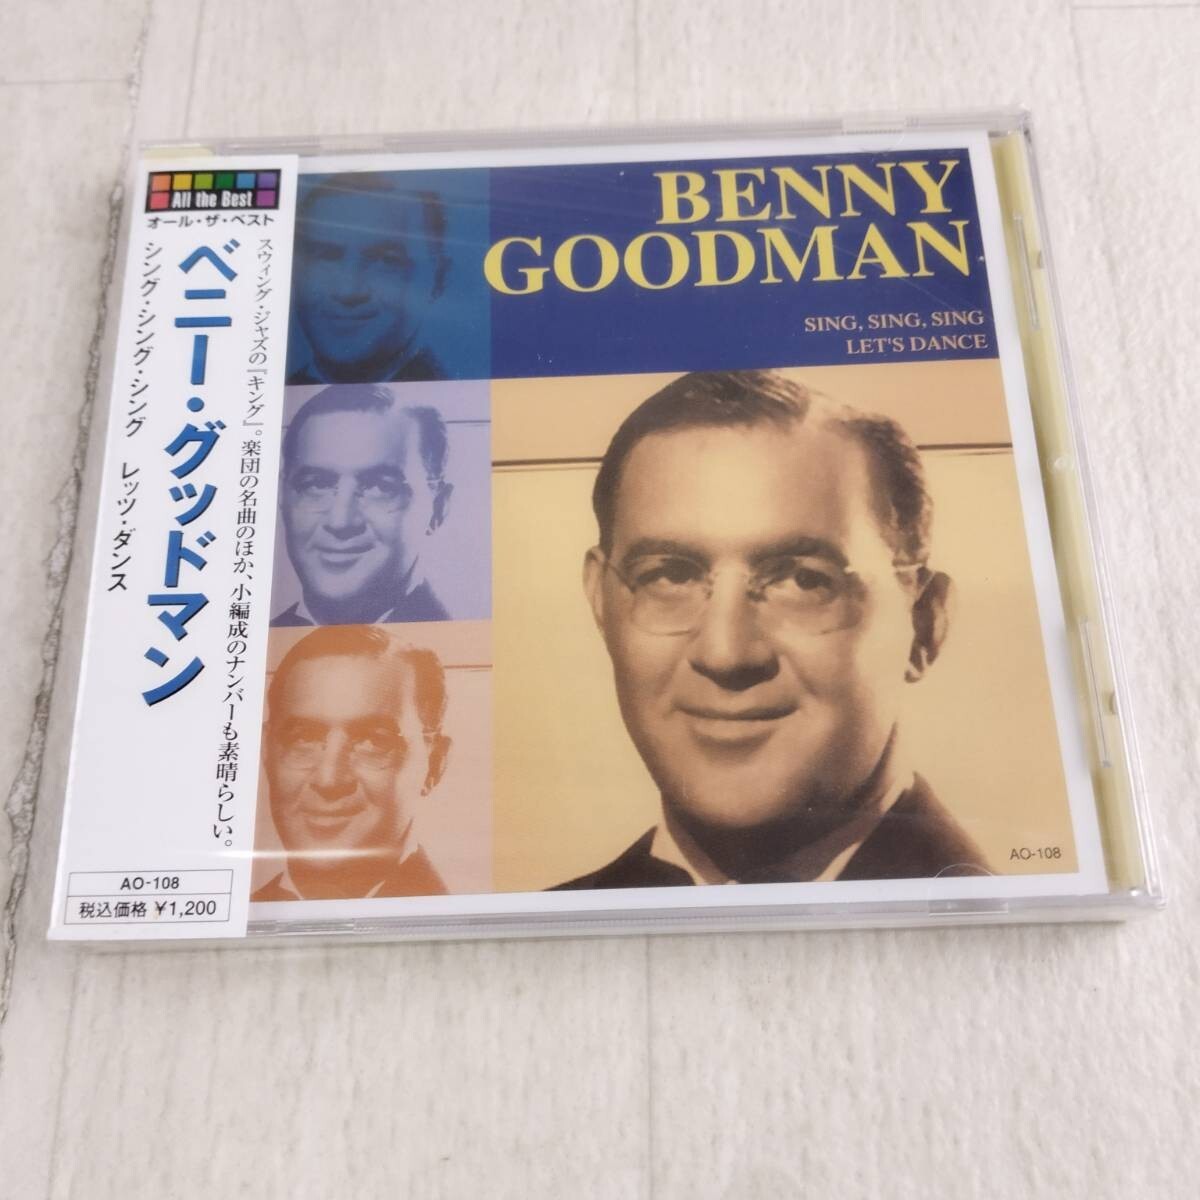 All the Best
オール・ザ・ベスト
ベニー・グッドマン
シング・シング・シング レッツ・ダンス
スウィング・ジャズの『キング』。楽団の名曲のほか、小編成のナンバーも素晴らしい。
AO-108
税込価格 ¥1,200
BENNY
GOODMAN
SING, SING, SING
LET'S DANCE
AO-108